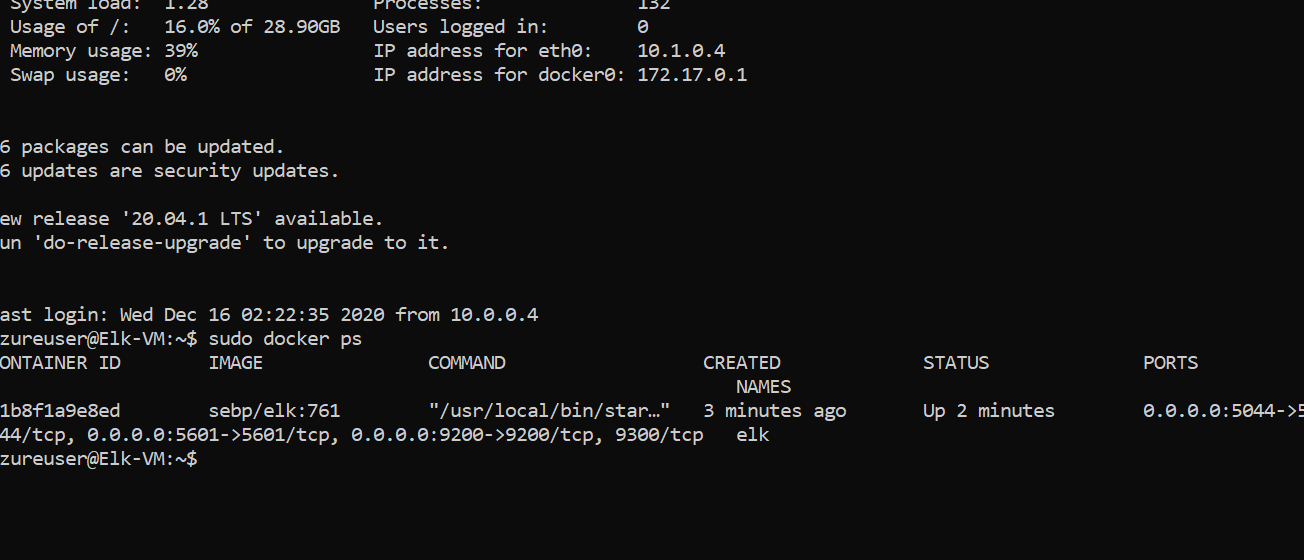 System load: 1.28 Processes: 132
Usage of /: 16.0% of 28.90GB Users logged in: 0
Memory usage: 39% IP address for eth0: 10.1.0.4
Swap usage: 0% IP address for docker0: 172.17.0.1
6 packages can be updated.
6 updates are security updates.
ew release '20.04.1 LTS' available.
un 'do-release-upgrade' to upgrade to it.
ast login: Wed Dec 16 02:22:35 2020 from 10.0.0.4
zureuser@Elk-VM:~$ sudo docker ps
ONTAINER ID IMAGE COMMAND CREATED STATUS PORTS
NAMES
1b8f1a9e8ed sebp/elk:761 "/usr/local/bin/star…" 3 minutes ago Up 2 minutes 0.0.0.0:5044->5
44/tcp, 0.0.0.0:5601->5601/tcp, 0.0.0.0:9200->9200/tcp, 9300/tcp elk
zureuser@Elk-VM:~$